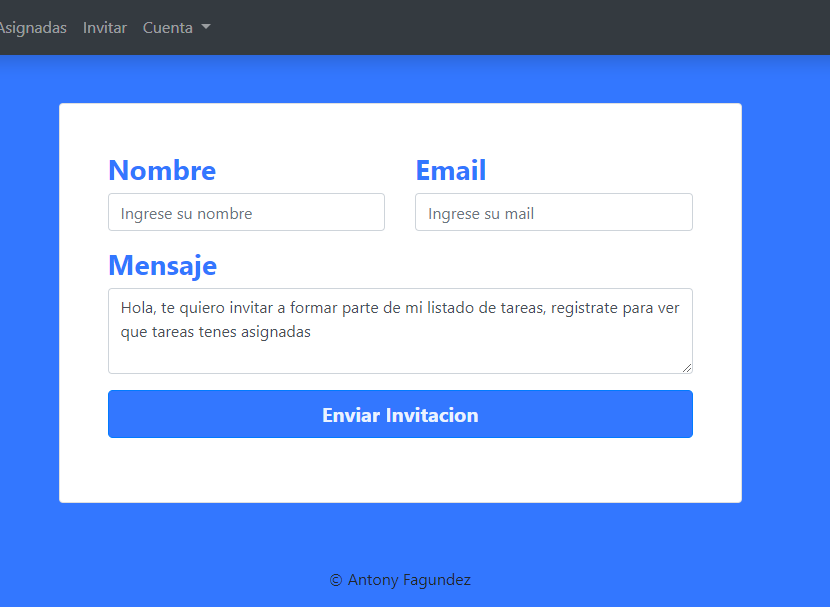 Asignadas Invitar Cuenta
Nombre Email
Ingrese su nombre Ingrese su mail
Mensaje
Hola, te quiero invitar a formar parte de mi listado de tareas, registrate para ver
que tareas tenes asignadas
Enviar Invitacion
© Antony Fagundez